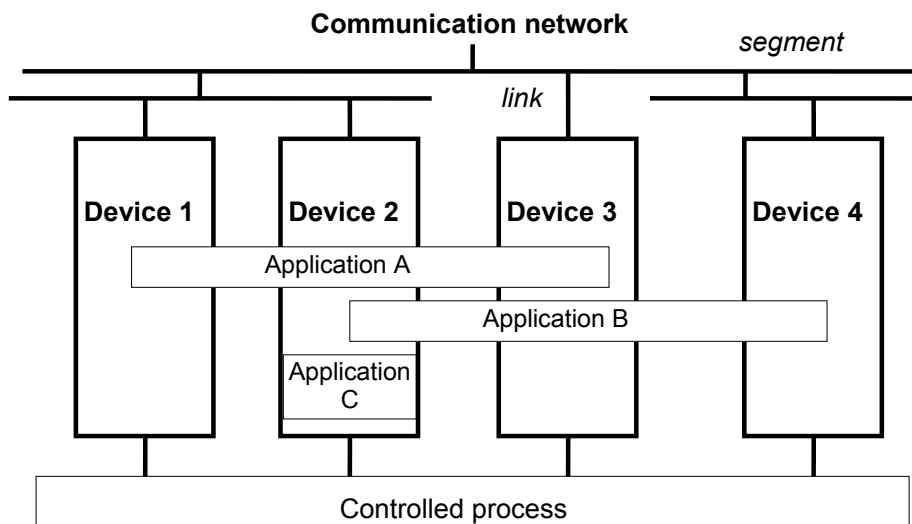 Communication network
segment
link
Device 1
Device 2
Device 3
Device 4
Application A
Application B
Application
C
Controlled process